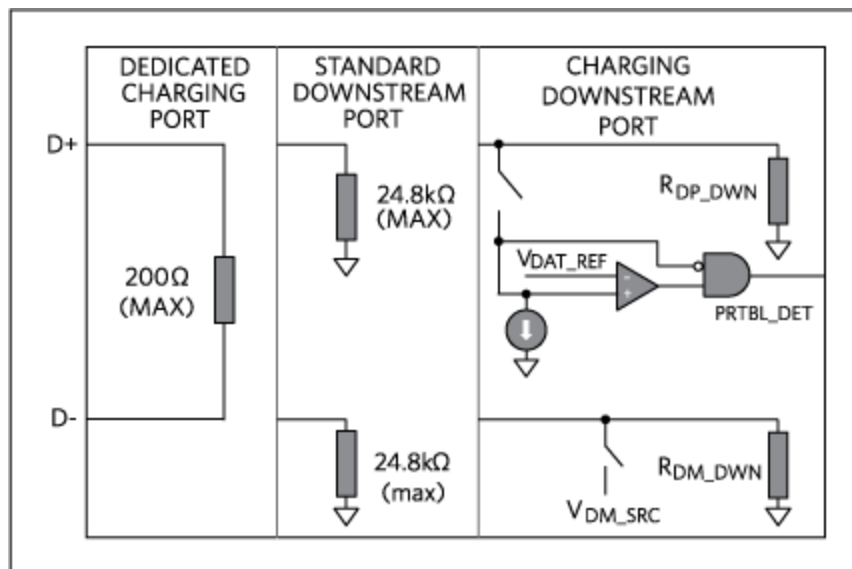 DEDICATED
CHARGING
PORT
STANDARD
DOWNSTREAM
PORT
CHARGING
DOWNSTREAM
PORT
D+
24.8kΩ
(MAX)
RDP_DWN
VDAT_REF
-
+
200Ω
(MAX)
PRTBL_DET
D-
24.8kΩ
(max)
RDM_DWN
VDM_SRC